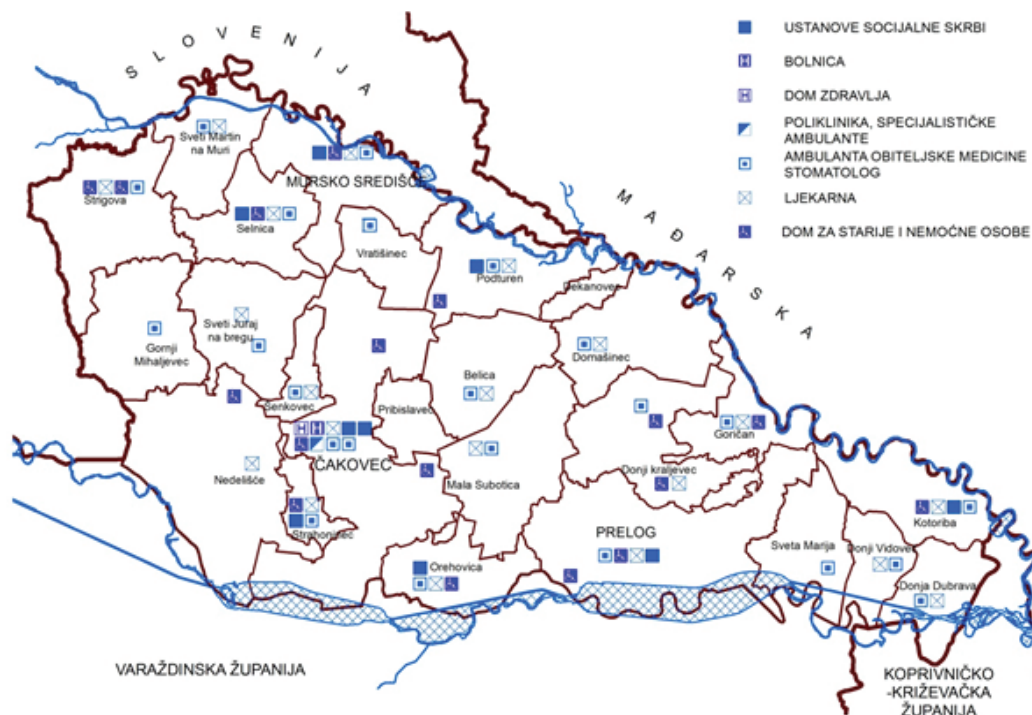 SLOVENIJA
MAĐARSKA
USTANOVE SOCIJALNE SKRBI
BOLNICA
DOM ZDRAVLJA
POLIKLINIKA, SPECIJALISTIČKE
AMBULANTE
AMBULANTA OBITELJSKE MEDICINE
STOMATOLOG
LJEKARNA
DOM ZA STARIJE I NEMOĆNE OSOBE
Sveti Martin
na Muri
MURSKO SREDIŠĆE
Štrigova
Selnica
Vratišinec
Podturen
Dekanovec
Sveti Juraj
na bregu
Gornji
Mihaljevec
Domašinec
Belica
Šenkovec
Pribislavec
Goričan
ČAKOVEC
Nedelišće
Mala Subotica
Donji kraljevec
Strahoninec
PRELOG
Kotoriba
Sveta Marija
Donji Vidovec
Orehovica
Donja Dubrava
VARAŽDINSKA ŽUPANIJA
KOPRIVNIČKO
-KRIŽEVAČKA
ŽUPANIJA